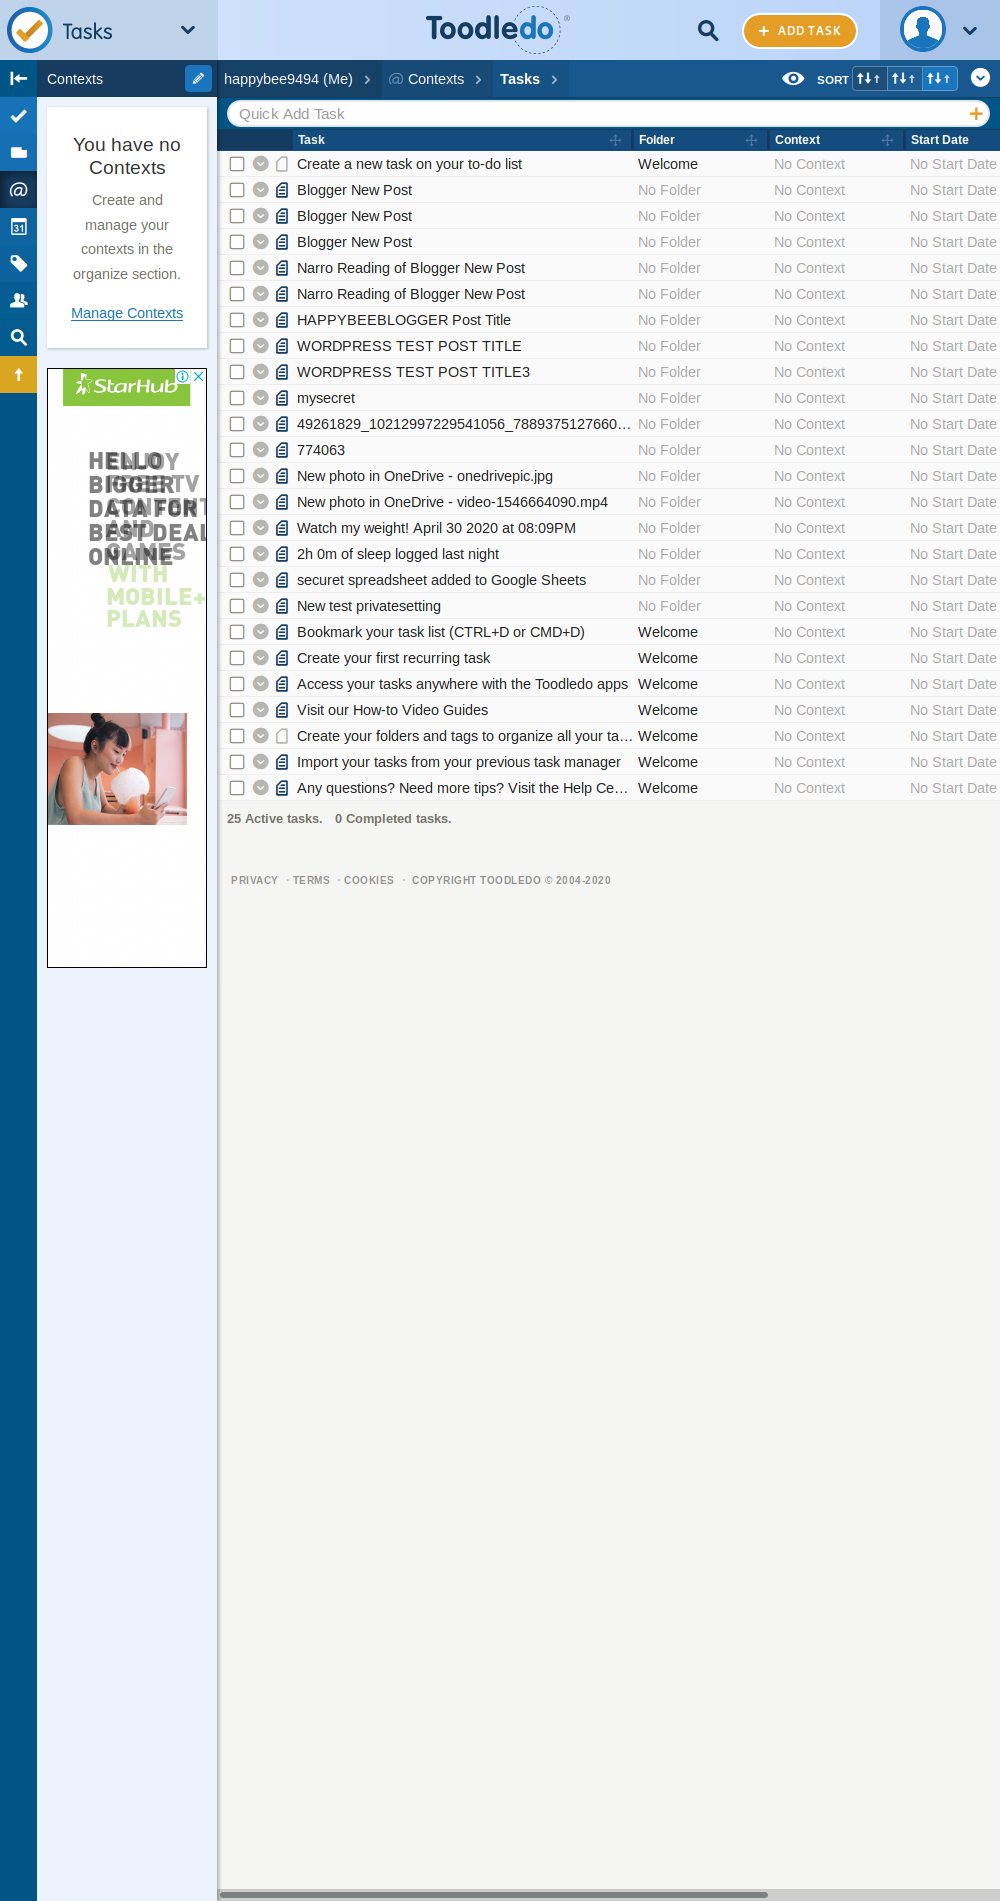 Tasks
Toodledo®
+ ADD TASK
Contexts
happybee9494 (Me)
@ Contexts
Tasks
SORT
Quick Add Task
@
31
You have no
Contexts
Create and
manage your
contexts in the
organize section.
Manage Contexts
StarHub
HELLO
BIGGER
DATA FOR
BEST DEAL
ONLINE
ENJOY
TV
CONTENT
AND
GAMES
WITH
MOBILE+
PLANS
Task Folder Context Start Date
Create a new task on your to-do list Welcome No Context No Start Date
Blogger New Post No Folder No Context No Start Date
Blogger New Post No Folder No Context No Start Date
Blogger New Post No Folder No Context No Start Date
Narro Reading of Blogger New Post No Folder No Context No Start Date
Narro Reading of Blogger New Post No Folder No Context No Start Date
HAPPYBEEBLOGGER Post Title No Folder No Context No Start Date
WORDPRESS TEST POST TITLE No Folder No Context No Start Date
WORDPRESS TEST POST TITLE3 No Folder No Context No Start Date
mysecret No Folder No Context No Start Date
49261829_10212997229541056_7889375127660... No Folder No Context No Start Date
774063 No Folder No Context No Start Date
New photo in OneDrive - onedrivepic.jpg No Folder No Context No Start Date
New photo in OneDrive - video-1546664090.mp4 No Folder No Context No Start Date
Watch my weight! April 30 2020 at 08:09PM No Folder No Context No Start Date
2h 0m of sleep logged last night No Folder No Context No Start Date
securet spreadsheet added to Google Sheets No Folder No Context No Start Date
New test privatesetting No Folder No Context No Start Date
Bookmark your task list (CTRL+D or CMD+D) Welcome No Context No Start Date
Create your first recurring task Welcome No Context No Start Date
Access your tasks anywhere with the Toodledo apps Welcome No Context No Start Date
Visit our How-to Video Guides Welcome No Context No Start Date
Create your folders and tags to organize all your ta... Welcome No Context No Start Date
Import your tasks from your previous task manager Welcome No Context No Start Date
Any questions? Need more tips? Visit the Help Ce... Welcome No Context No Start Date
25 Active tasks. 0 Completed tasks.
PRIVACY · TERMS · COOKIES · COPYRIGHT TOODLEDO © 2004-2020